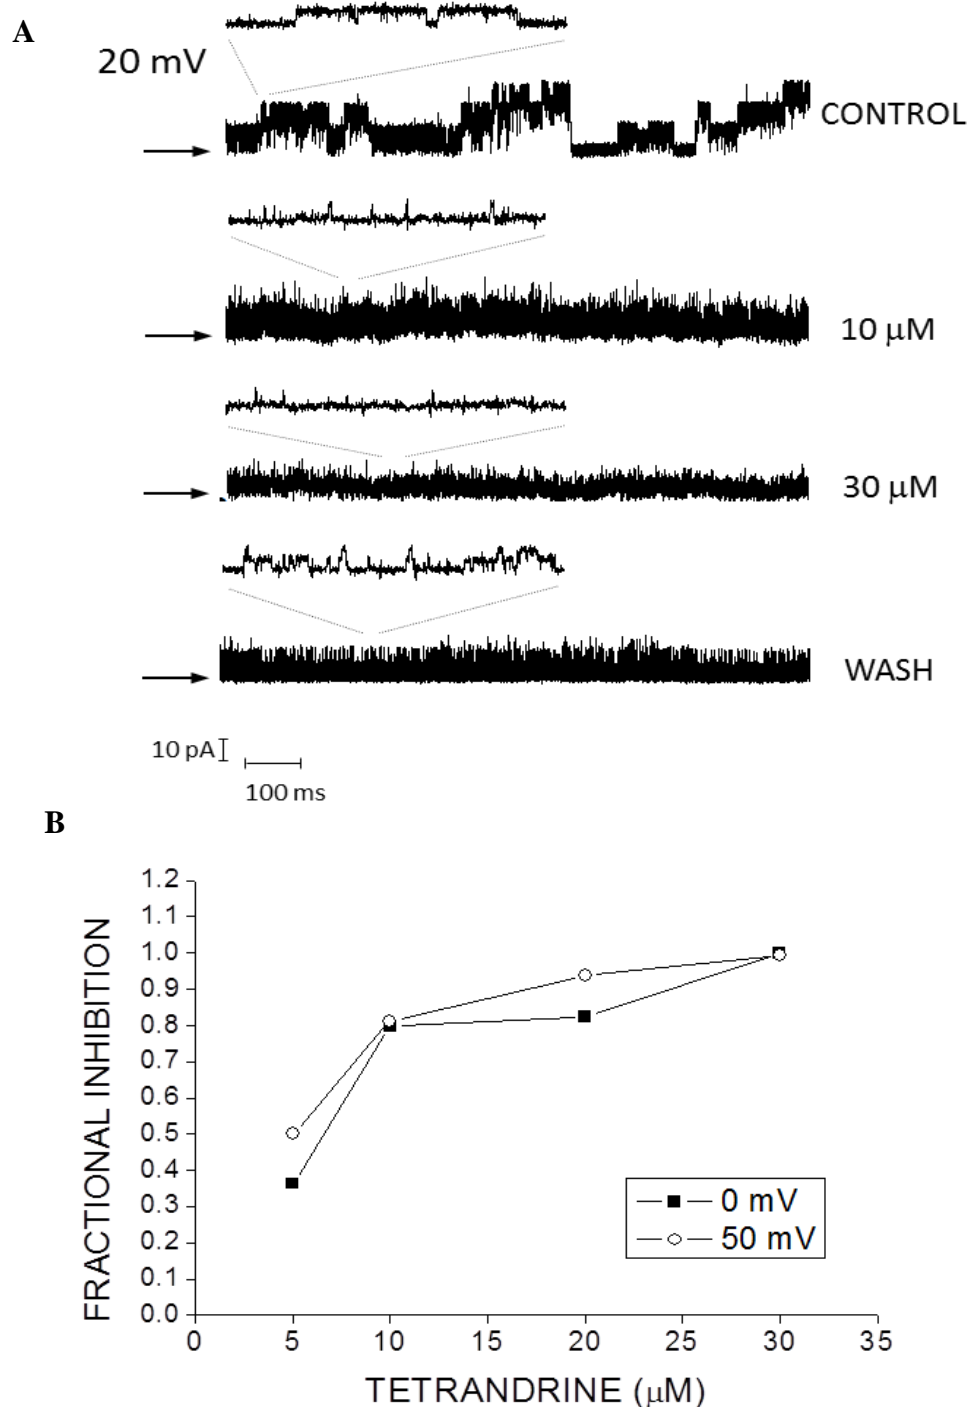 A
20 mV
CONTROL
10 μM
30 μM
WASH
10 pA
100 ms
B
1.2
1.1
1.0
0.9
0.8
0.7
0.6
0.5
0.4
0.3
0.2
0.1
0.0
FRACTIONAL INHIBITION
0 mV
50 mV
0 5 10 15 20 25 30 35
TETRANDRINE (μM)